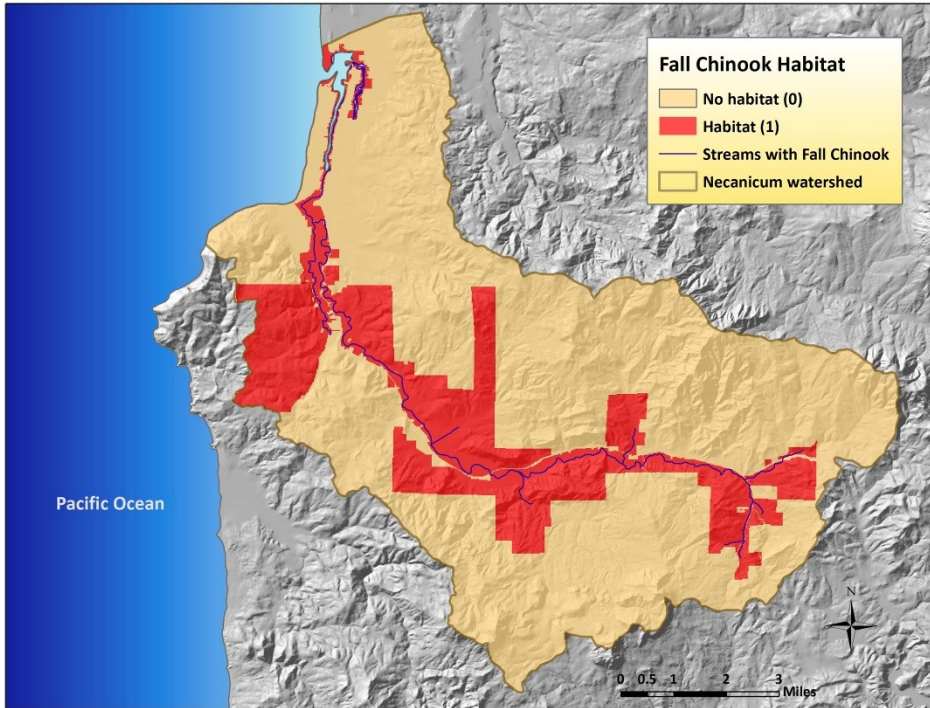 Fall Chinook Habitat
No habitat (0)
Habitat (1)
Streams with Fall Chinook
Necanicum watershed
Pacific Ocean
N
0 0.5 1 2 3
Miles